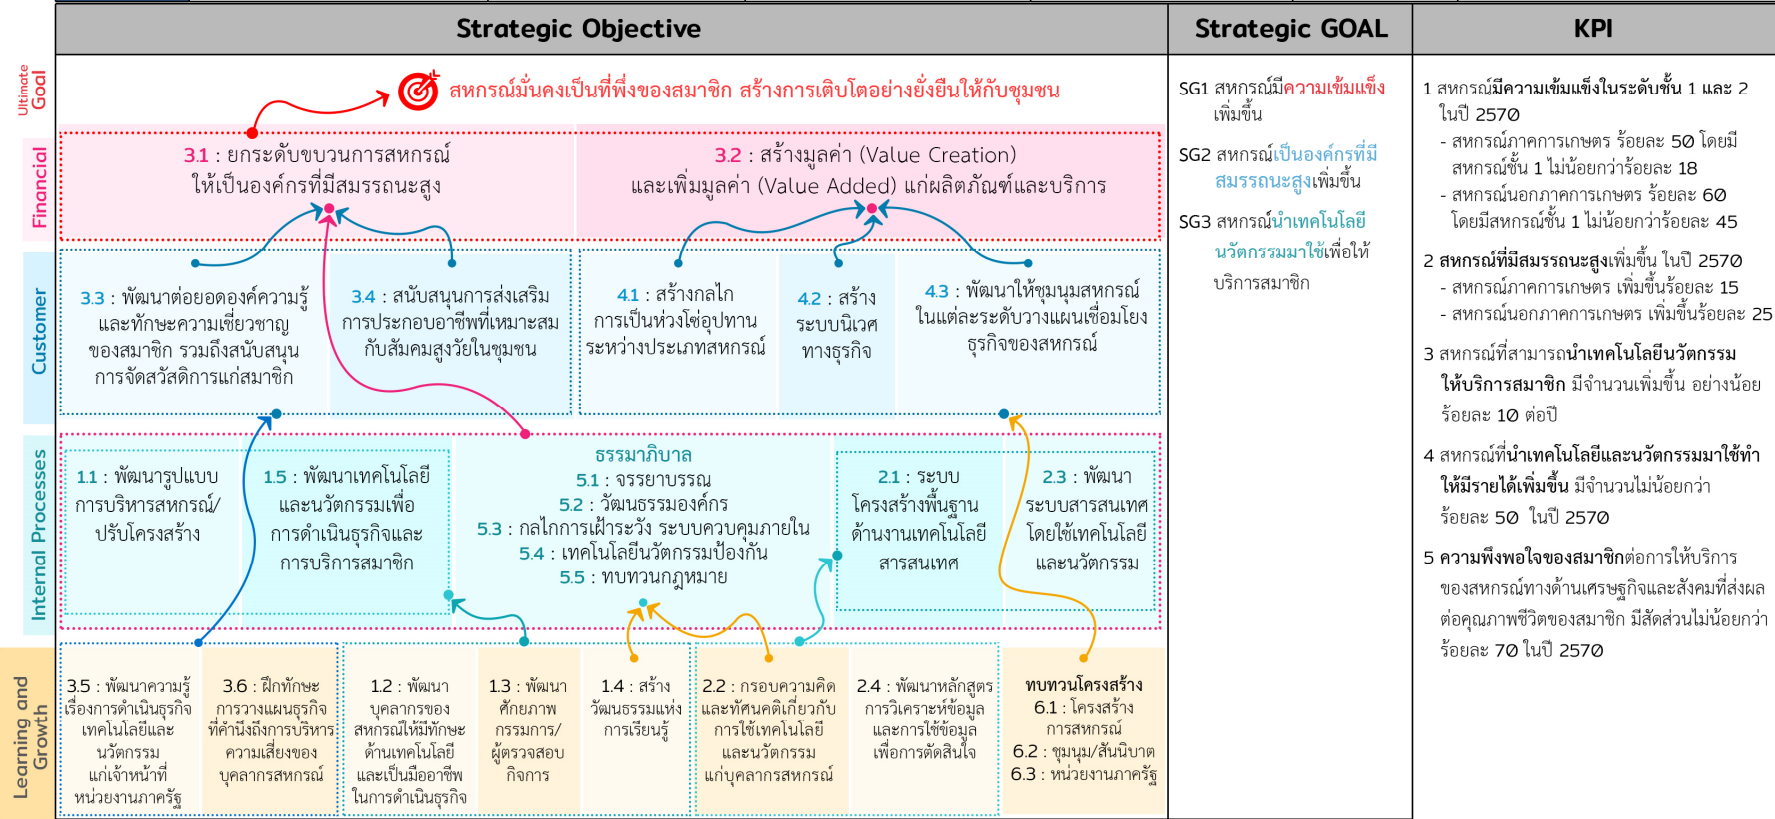 Strategic Objective
Strategic GOAL
KPI
Ultimate
Goal
สหกรณ์มั่นคงเป็นที่พึ่งของสมาชิก สร้างการเติบโตอย่างยั่งยืนให้กับชุมชน
Financial
3.1 : ยกระดับขบวนการสหกรณ์
ให้เป็นองค์กรที่มีสมรรถนะสูง
3.2 : สร้างมูลค่า (Value Creation)
และเพิ่มมูลค่า (Value Added) แก่ผลิตภัณฑ์และบริการ
Customer
3.3 : พัฒนาต่อยอดองค์ความรู้
และทักษะความเชี่ยวชาญ
ของสมาชิก รวมถึงสนับสนุน
การจัดสวัสดิการแก่สมาชิก
3.4 : สนับสนุนการส่งเสริม
การประกอบอาชีพที่เหมาะสม
กับสังคมสูงวัยในชุมชน
4.1 : สร้างกลไก
การเป็นห่วงโซ่อุปทาน
ระหว่างประเภทสหกรณ์
4.2 : สร้าง
ระบบนิเวศ
ทางธุรกิจ
4.3 : พัฒนาให้ชุมนุมสหกรณ์
ในแต่ละระดับวางแผนเชื่อมโยง
ธุรกิจของสหกรณ์
Internal Processes
1.1 : พัฒนารูปแบบ
การบริหารสหกรณ์/
ปรับโครงสร้าง
1.5 : พัฒนาเทคโนโลยี
และนวัตกรรมเพื่อ
การดำเนินธุรกิจและ
การบริการสมาชิก
ธรรมาภิบาล
5.1 : จรรยาบรรณ
5.2 : วัฒนธรรมองค์กร
5.3 : กลไกการเฝ้าระวัง ระบบควบคุมภายใน
5.4 : เทคโนโลยีนวัตกรรมป้องกัน
5.5 : ทบทวนกฎหมาย
2.1 : ระบบ
โครงสร้างพื้นฐาน
ด้านงานเทคโนโลยี
สารสนเทศ
2.3 : พัฒนา
ระบบสารสนเทศ
โดยใช้เทคโนโลยี
และนวัตกรรม
Learning and
Growth
3.5 : พัฒนาความรู้
เรื่องการดำเนินธุรกิจ
เทคโนโลยีและ
นวัตกรรม
แก่เจ้าหน้าที่
หน่วยงานภาครัฐ
3.6 : ฝึกทักษะ
การวางแผนธุรกิจ
ที่คำนึงถึงการบริหาร
ความเสี่ยงของ
บุคลากรสหกรณ์
1.2 : พัฒนา
บุคลากรของ
สหกรณ์ให้มีทักษะ
ด้านเทคโนโลยี
และเป็นมืออาชีพ
ในการดำเนินธุรกิจ
1.3 : พัฒนา
ศักยภาพ
กรรมการ/
ผู้ตรวจสอบ
กิจการ
1.4 : สร้าง
วัฒนธรรมแห่ง
การเรียนรู้
2.2 : กรอบความคิด
และทัศนคติเกี่ยวกับ
การใช้เทคโนโลยี
และนวัตกรรม
แก่บุคลากรสหกรณ์
2.4 : พัฒนาหลักสูตร
การวิเคราะห์ข้อมูล
และการใช้ข้อมูล
เพื่อการตัดสินใจ
ทบทวนโครงสร้าง
6.1 : โครงสร้าง
การสหกรณ์
6.2 : ชุมนุม/สันนิบาต
6.3 : หน่วยงานภาครัฐ
SG1 สหกรณ์มีความเข้มแข็ง
เพิ่มขึ้น
SG2 สหกรณ์เป็นองค์กรที่มี
สมรรถนะสูงเพิ่มขึ้น
SG3 สหกรณ์นำเทคโนโลยี
นวัตกรรมมาใช้เพื่อให้
บริการสมาชิก
1 สหกรณ์มีความเข้มแข็งในระดับชั้น 1 และ 2
ในปี 2570
- สหกรณ์ภาคการเกษตร ร้อยละ 50 โดยมี
สหกรณ์ชั้น 1 ไม่น้อยกว่าร้อยละ 18
- สหกรณ์นอกภาคการเกษตร ร้อยละ 60
โดยมีสหกรณ์ชั้น 1 ไม่น้อยกว่าร้อยละ 45
2 สหกรณ์ที่มีสมรรถนะสูงเพิ่มขึ้น ในปี 2570
- สหกรณ์ภาคการเกษตร เพิ่มขึ้นร้อยละ 15
- สหกรณ์นอกภาคการเกษตร เพิ่มขึ้นร้อยละ 25
3 สหกรณ์ที่สามารถนำเทคโนโลยีนวัตกรรม
ให้บริการสมาชิก มีจำนวนเพิ่มขึ้น อย่างน้อย
ร้อยละ 10 ต่อปี
4 สหกรณ์ที่นำเทคโนโลยีและนวัตกรรมมาใช้ทำ
ให้มีรายได้เพิ่มขึ้น มีจำนวนไม่น้อยกว่า
ร้อยละ 50 ในปี 2570
5 ความพึงพอใจของสมาชิกต่อการให้บริการ
ของสหกรณ์ทางด้านเศรษฐกิจและสังคมที่ส่งผล
ต่อคุณภาพชีวิตของสมาชิก มีสัดส่วนไม่น้อยกว่า
ร้อยละ 70 ในปี 2570